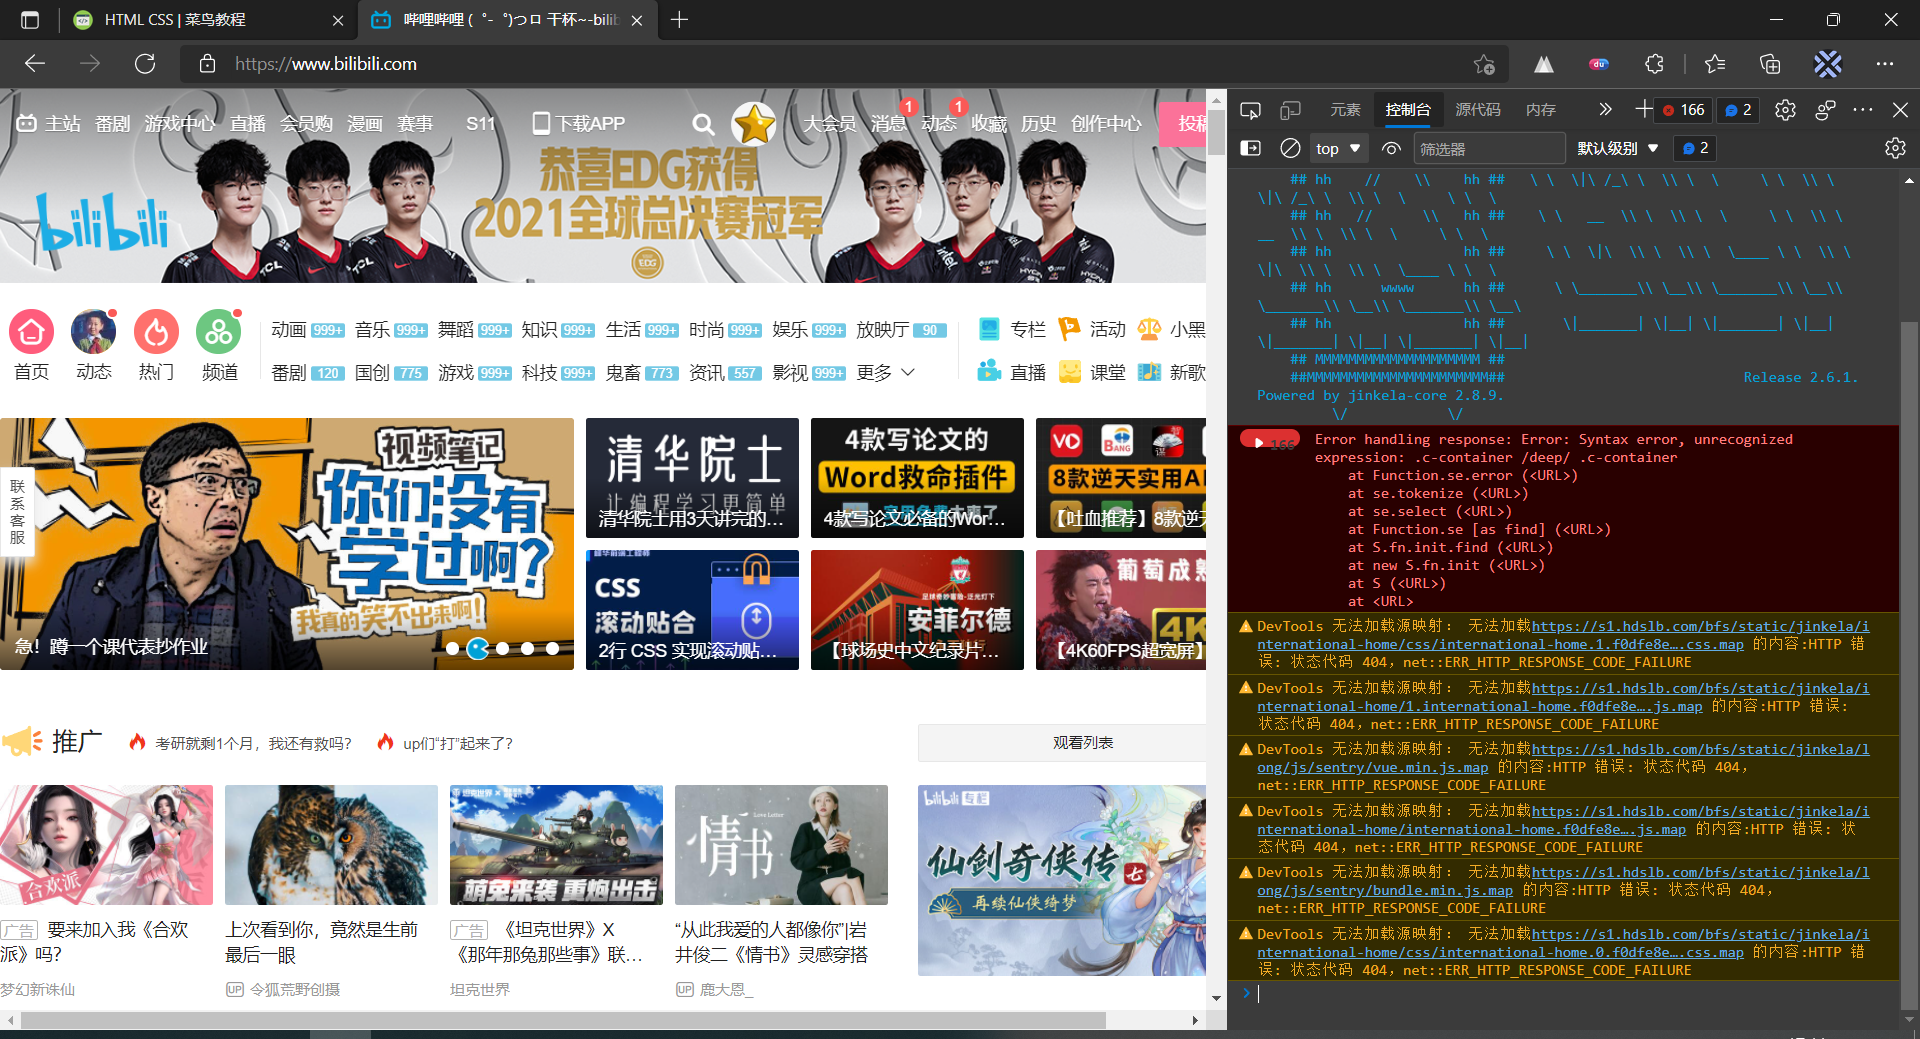 HTML CSS | 菜鸟教程
哔哩哔哩 (゜-゜)つロ 干杯~-bilib
https://www.bilibili.com
主站 番剧 游戏中心 直播 会员购 漫画 赛事 S11 下载APP 大会员 消息 1 动态 1 收藏 历史 创作中心 投稿
恭喜EDG获得
2021全球总决赛冠军
bilibili
EDG
首页 动态 热门 频道
动画 999+ 音乐 999+ 舞蹈 999+ 知识 999+ 生活 999+ 时尚 999+ 娱乐 999+ 放映厅 90 专栏 活动 小黑
番剧 120 国创 775 游戏 999+ 科技 999+ 鬼畜 773 资讯 557 影视 999+ 更多 直播 课堂 新歌
联系客服
视频笔记
你们没有
学过啊?
我真的笑不出来啊!
急！蹲一个课代表抄作业
清华院士
让编程学习更简单
清华院士用3天讲完的...
4款写论文的
Word救命插件
4款写论文必备的Wor...
8款逆天实用AP
【吐血推荐】8款逆天
CSS
滚动贴合
2行 CSS 实现滚动贴...
安菲尔德
【球场史中文纪录片...
葡萄成熟
4K
【4K60FPS超宽屏】
推广 考研就剩1个月，我还有救吗？ up们“打”起来了？ 观看列表
合欢派
广告 要来加入我《合欢
派》吗？
梦幻新诛仙
上次看到你，竟然是生前
最后一眼
UP 令狐荒野创摄
坦克世界
萌兔来袭 重炮出击
广告 《坦克世界》X
《那年那兔那些事》联...
坦克世界
情书
Love Letter
“从此我爱的人都像你”|岩
井俊二《情书》灵感穿搭
UP 鹿大恩_
bilibili 专栏
仙剑奇侠传 七
再续仙侠绮梦
元素 控制台 源代码 内存 166 2
top 筛选器 默认级别 2
Release 2.6.1.
Powered by jinkela-core 2.8.9.
166 Error handling response: Error: Syntax error, unrecognized
expression: .c-container /deep/ .c-container
at Function.se.error (<URL>)
at se.tokenize (<URL>)
at se.select (<URL>)
at Function.se [as find] (<URL>)
at S.fn.init.find (<URL>)
at new S.fn.init (<URL>)
at S (<URL>)
at <URL>
DevTools 无法加载源映射： 无法加载https://s1.hdslb.com/bfs/static/jinkela/i
nternational-home/css/international-home.1.f0dfe8e….css.map 的内容:HTTP 错
误: 状态代码 404, net::ERR_HTTP_RESPONSE_CODE_FAILURE
DevTools 无法加载源映射： 无法加载https://s1.hdslb.com/bfs/static/jinkela/i
nternational-home/1.international-home.f0dfe8e….js.map 的内容:HTTP 错误:
状态代码 404, net::ERR_HTTP_RESPONSE_CODE_FAILURE
DevTools 无法加载源映射： 无法加载https://s1.hdslb.com/bfs/static/jinkela/l
ong/js/sentry/vue.min.js.map 的内容:HTTP 错误: 状态代码 404,
net::ERR_HTTP_RESPONSE_CODE_FAILURE
DevTools 无法加载源映射： 无法加载https://s1.hdslb.com/bfs/static/jinkela/i
nternational-home/international-home.f0dfe8e….js.map 的内容:HTTP 错误: 状
态代码 404, net::ERR_HTTP_RESPONSE_CODE_FAILURE
DevTools 无法加载源映射： 无法加载https://s1.hdslb.com/bfs/static/jinkela/l
ong/js/sentry/bundle.min.js.map 的内容:HTTP 错误: 状态代码 404,
net::ERR_HTTP_RESPONSE_CODE_FAILURE
DevTools 无法加载源映射： 无法加载https://s1.hdslb.com/bfs/static/jinkela/i
nternational-home/css/international-home.0.f0dfe8e….css.map 的内容:HTTP 错
误: 状态代码 404, net::ERR_HTTP_RESPONSE_CODE_FAILURE